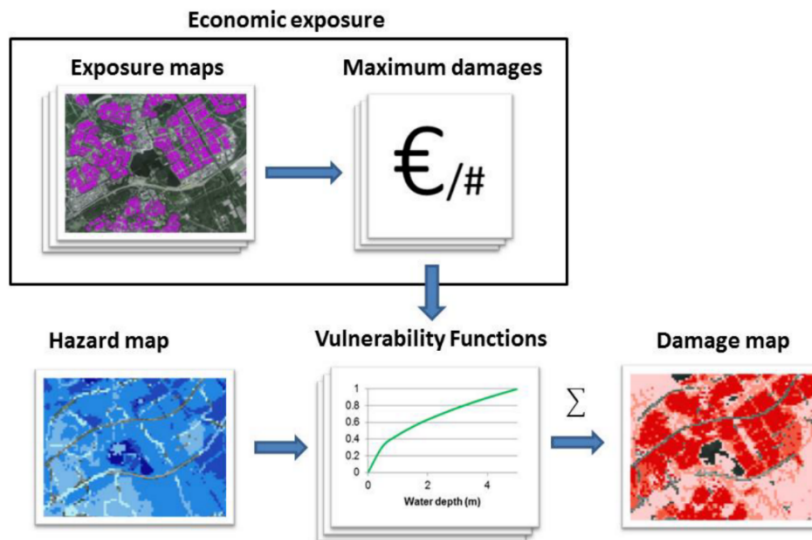 Economic exposure
Exposure maps
Maximum damages
€/#
Hazard map
Vulnerability Functions
Damage map
1
0.8
0.6
0.4
0.2
0
0 2 4
Water depth (m)
∑